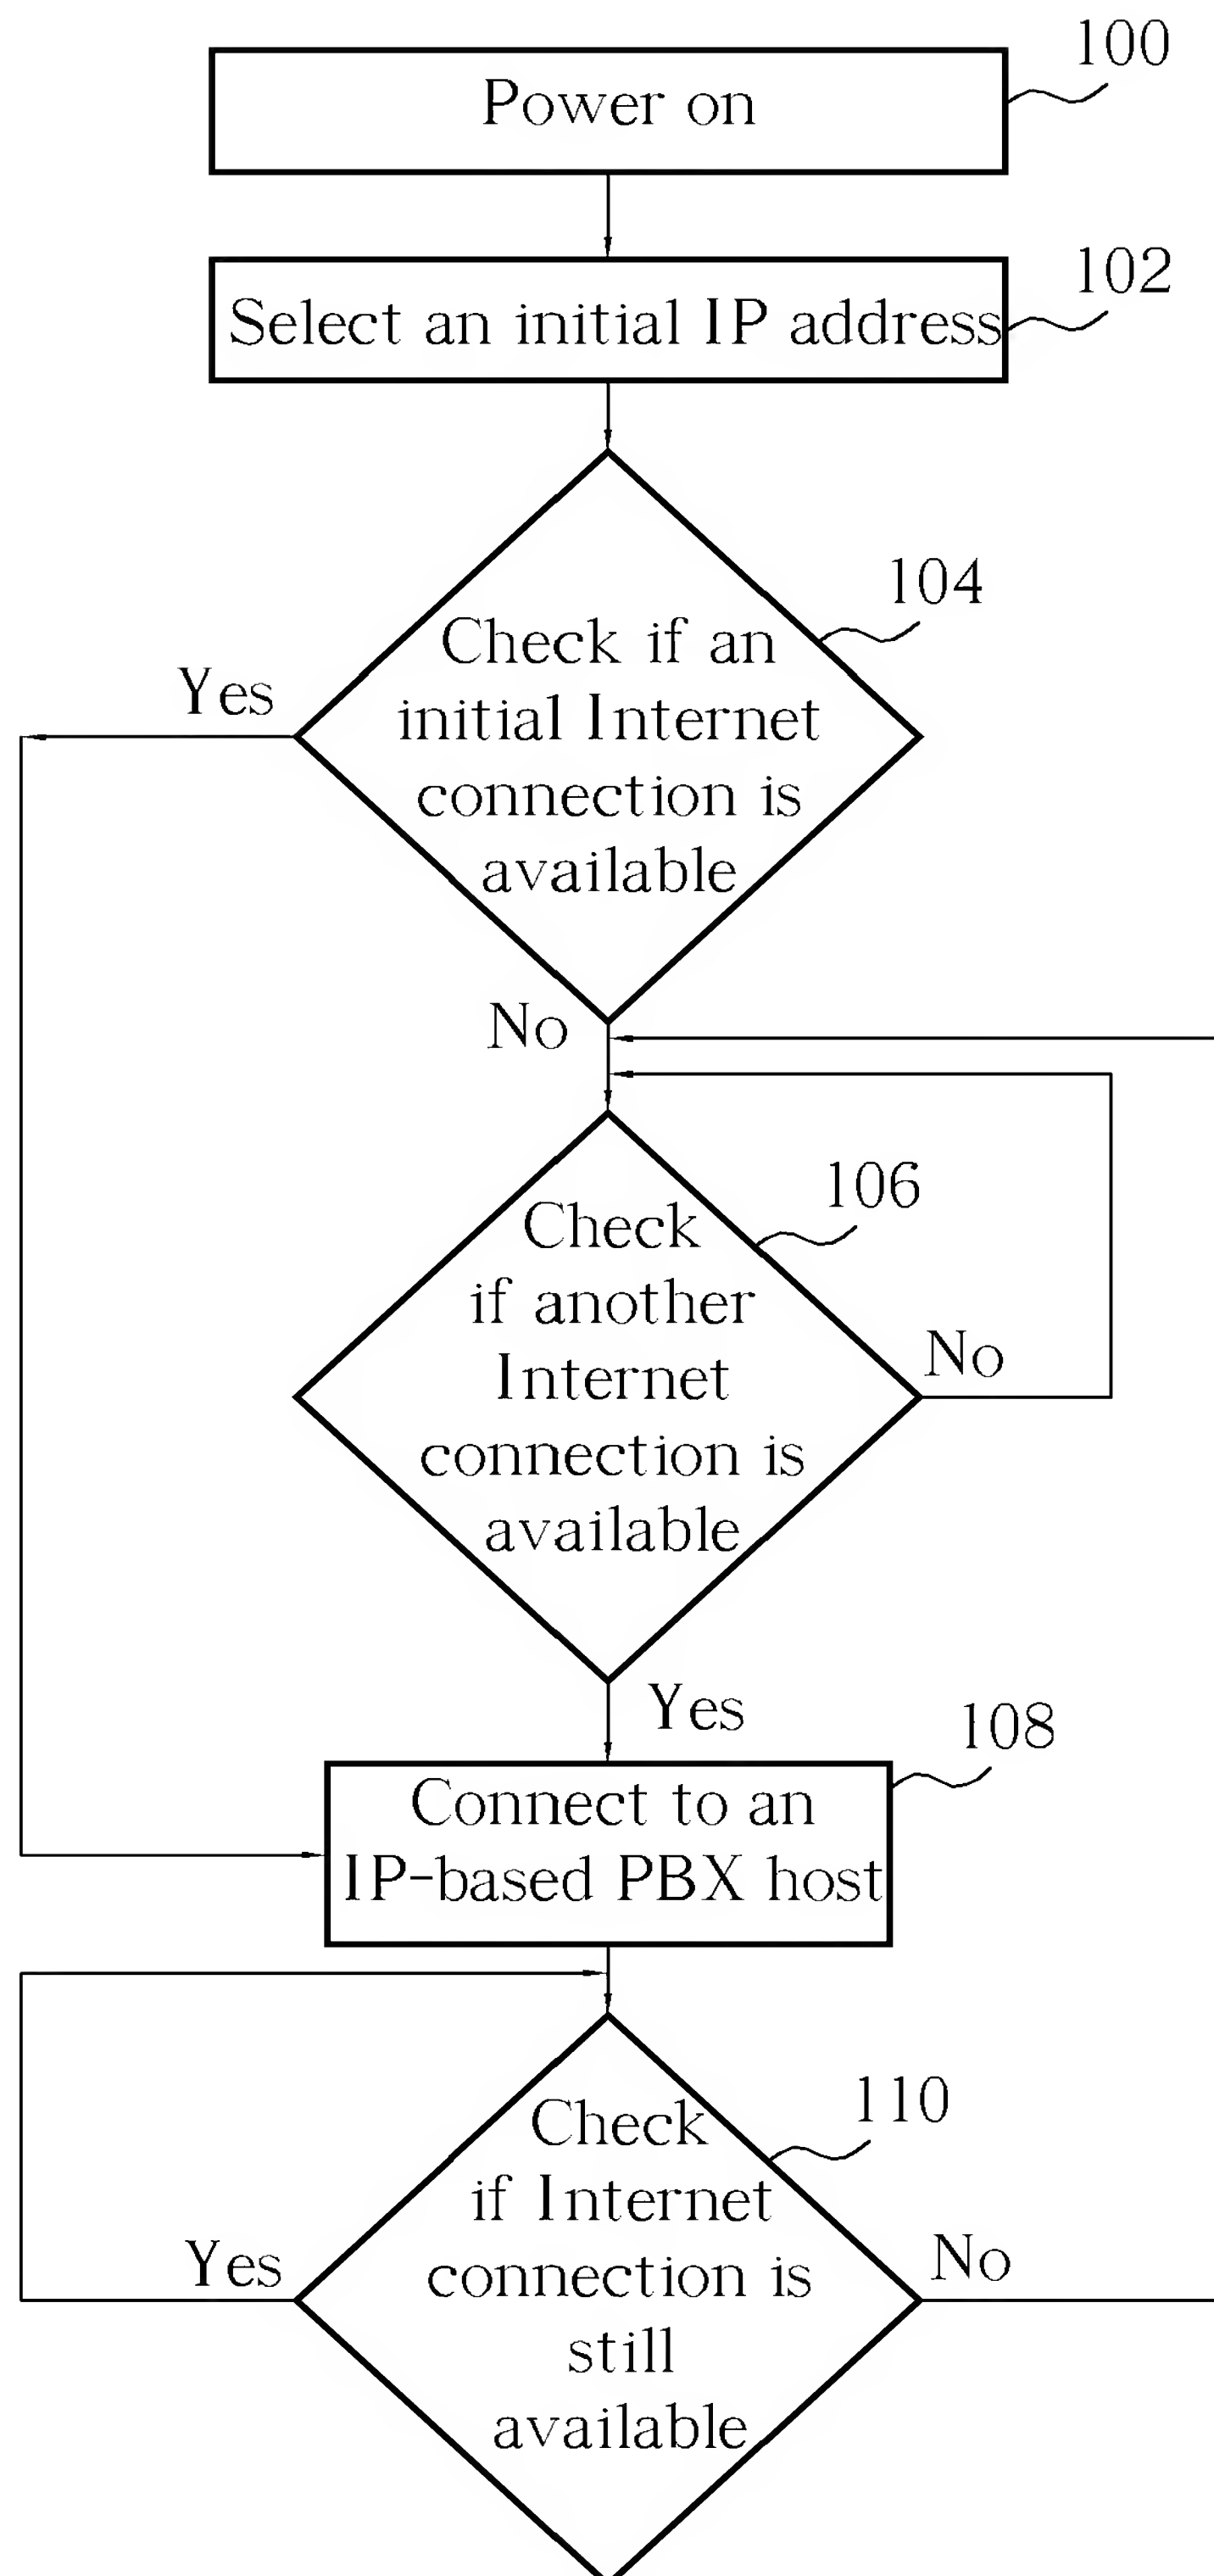 100
Power on
102
Select an initial IP address
104
Check if an
initial Internet
connection is
available
Yes
No
106
Check
if another
Internet
connection is
available
No
Yes
108
Connect to an
IP-based PBX host
110
Check
if Internet
connection is
still
available
Yes
No